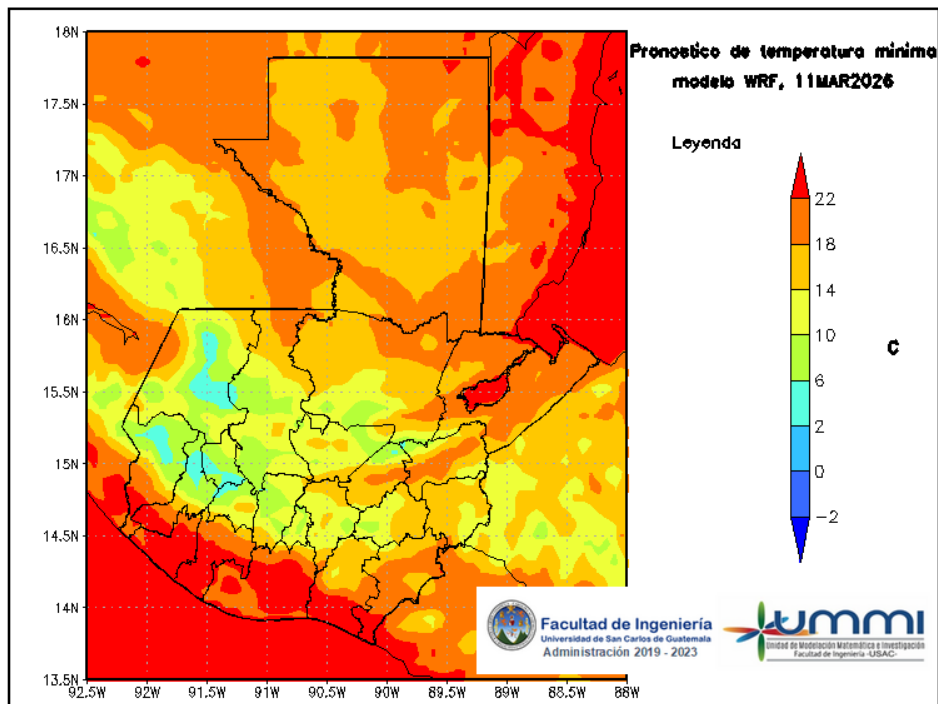 Pronostico de temperatura minima
modelo WRF, 11MAR2026
Leyenda
22
18
14
10
6
2
0
−2
C
18N
17.5N
17N
16.5N
16N
15.5N
15N
14.5N
14N
13.5N
92.5W 92W 91.5W 91W 90.5W 90W 89.5W 89W 88.5W 88W
Facultad de Ingeniería
Universidad de San Carlos de Guatemala
Administración 2019 - 2023
ummi
Unidad de Modelación Matemática e Investigación
Facultad de Ingeniería -USAC-